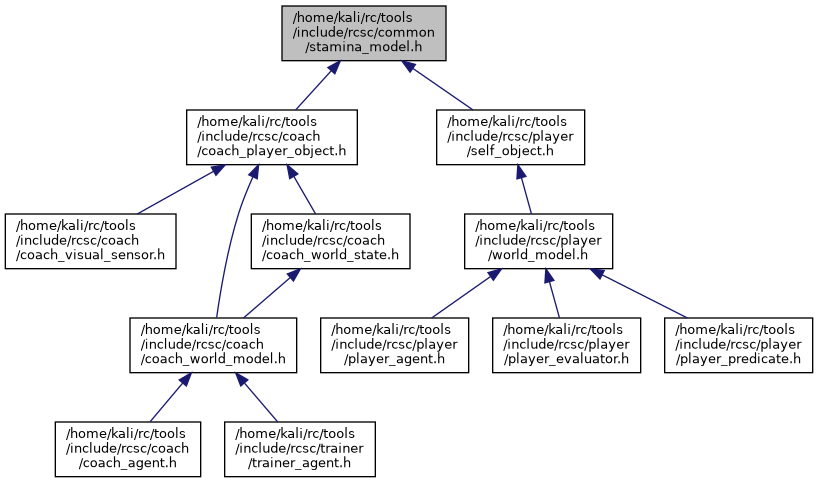 /home/kali/rc/tools
/include/rcsc/common
/stamina_model.h
/home/kali/rc/tools
/include/rcsc/coach
/coach_player_object.h
/home/kali/rc/tools
/include/rcsc/player
/self_object.h
/home/kali/rc/tools
/include/rcsc/coach
/coach_visual_sensor.h
/home/kali/rc/tools
/include/rcsc/coach
/coach_world_state.h
/home/kali/rc/tools
/include/rcsc/player
/world_model.h
/home/kali/rc/tools
/include/rcsc/coach
/coach_world_model.h
/home/kali/rc/tools
/include/rcsc/player
/player_agent.h
/home/kali/rc/tools
/include/rcsc/player
/player_evaluator.h
/home/kali/rc/tools
/include/rcsc/player
/player_predicate.h
/home/kali/rc/tools
/include/rcsc/coach
/coach_agent.h
/home/kali/rc/tools
/include/rcsc/trainer
/trainer_agent.h